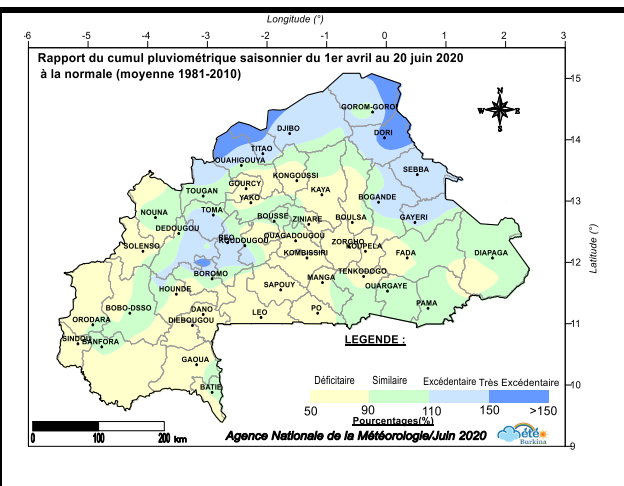 Longitude (°)
-6 -5 -4 -3 -2 -1 0 1 2 3
Rapport du cumul pluviométrique saisonnier du 1er avril au 20 juin 2020
à la normale (moyenne 1981-2010)
15
N
W E
S
GOROM-GOROM
DJIBO
DORI
14
TITAO
OUAHIGOUYA
SEBBA
KONGOUSSI
GOURCY
TOUGAN
KAYA
YAKO
BOGANDE
13
NOUNA
TOMA
BOUSSE
ZINIARE
BOULSA
GAYERI
DEDOUGOU
REO
KOUDOUGOU
OUAGADOUGOU
ZORGHO
KOUPELA
SOLENSO
KOMBISSIRI
FADA
DIAPAGA
Latitude (°)
12
BOROMO
TENKODOGO
MANGA
HOUNDE
SAPOUY
OUARGAYE
BOBO-DSSO
DANO
LEO
PO
PAMA
ORODARA
DIEBOUGOU
11
SINDOU
BANFORA
LEGENDE :
GAOUA
Déficitaire Similaire Excédentaire Très Excédentaire
BATIE
10
50 90 110 150 >150
Pourcentages(%)
0 100 200 km
Agence Nationale de la Météorologie/Juin 2020
météo
Burkina
9